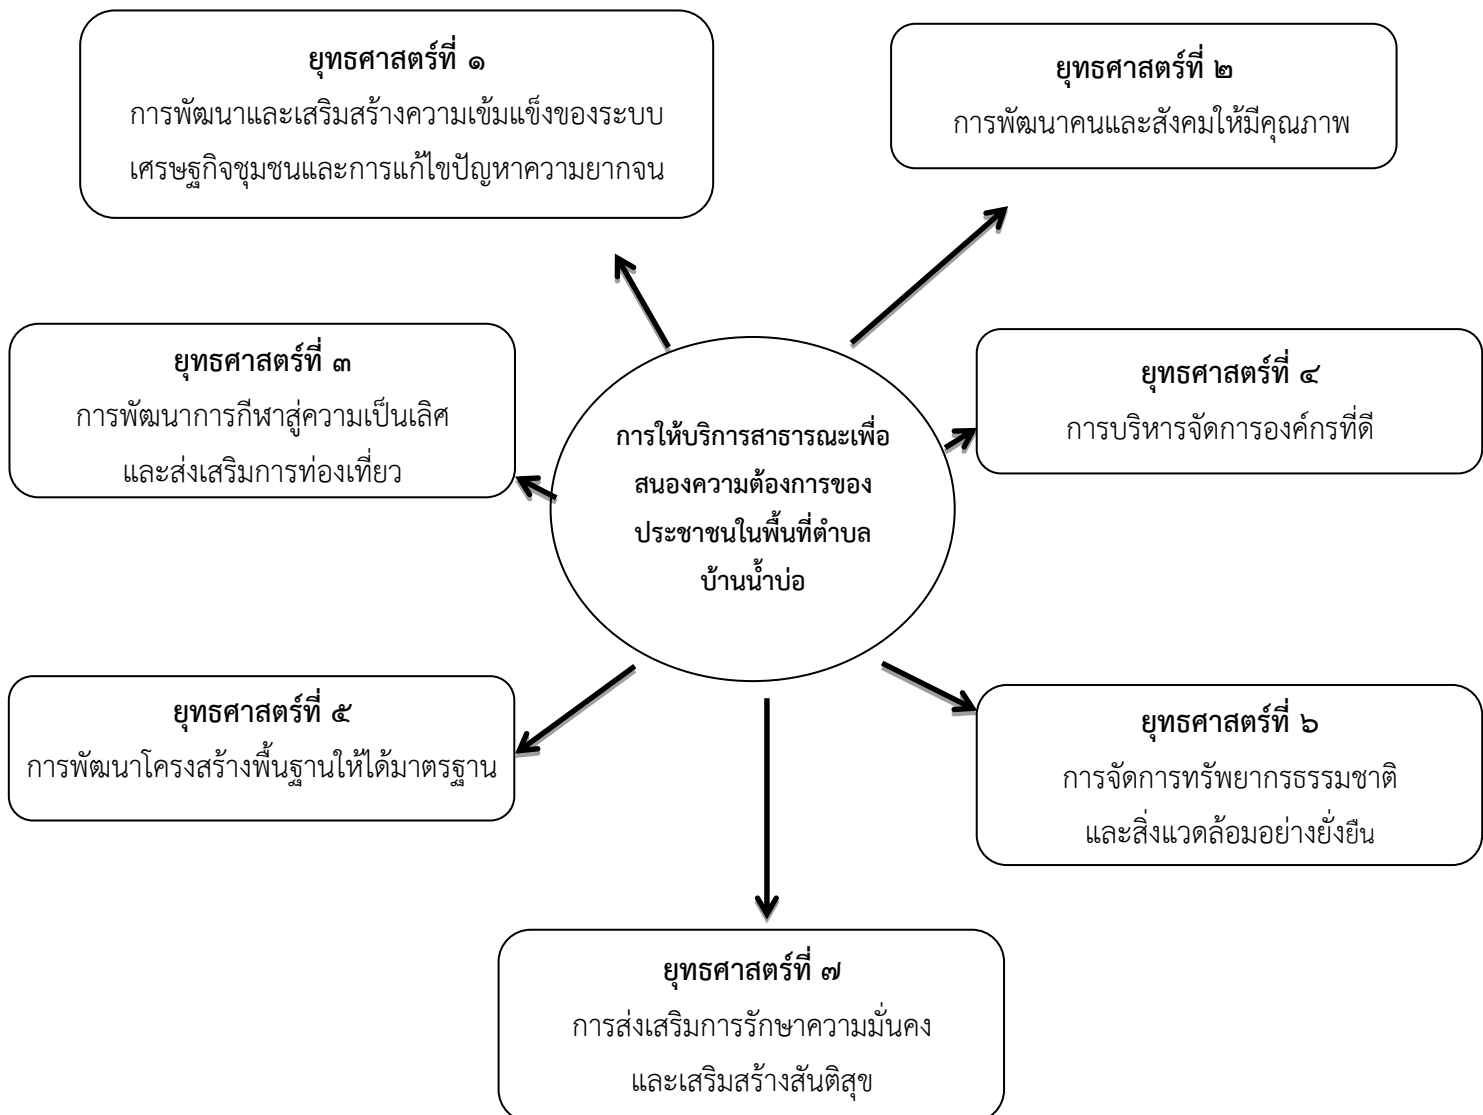 ยุทธศาสตร์ที่ ๑
การพัฒนาและเสริมสร้างความเข้มแข็งของระบบ
เศรษฐกิจชุมชนและการแก้ไขปัญหาความยากจน
ยุทธศาสตร์ที่ ๒
การพัฒนาคนและสังคมให้มีคุณภาพ
ยุทธศาสตร์ที่ ๓
การพัฒนาการกีฬาสู่ความเป็นเลิศ
และส่งเสริมการท่องเที่ยว
ยุทธศาสตร์ที่ ๔
การบริหารจัดการองค์กรที่ดี
การให้บริการสาธารณะเพื่อ
สนองความต้องการของ
ประชาชนในพื้นที่ตำบล
บ้านน้ำบ่อ
ยุทธศาสตร์ที่ ๕
การพัฒนาโครงสร้างพื้นฐานให้ได้มาตรฐาน
ยุทธศาสตร์ที่ ๖
การจัดการทรัพยากรธรรมชาติ
และสิ่งแวดล้อมอย่างยั่งยืน
ยุทธศาสตร์ที่ ๗
การส่งเสริมการรักษาความมั่นคง
และเสริมสร้างสันติสุข